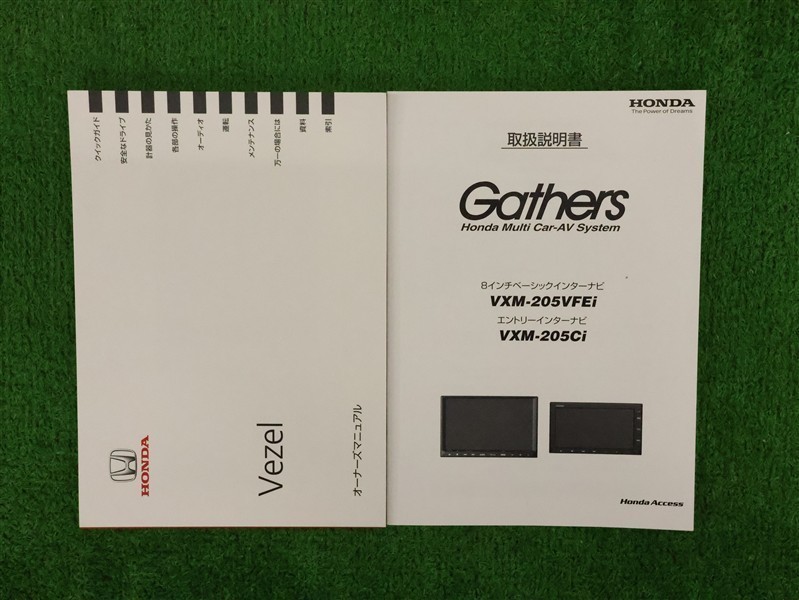 クイックガイド
安全なドライブ
計器の見かた
各部の操作
オーディオ
運転
メンテナンス
万一の場合には
資料
索引
HONDA
Vezel
オーナーズマニュアル
HONDA
The Power of Dreams
取扱説明書
Gathers
Honda Multi Car-AV System
8インチベーシックインターナビ
VXM-205VFEi
エントリーインターナビ
VXM-205Ci
Honda Access